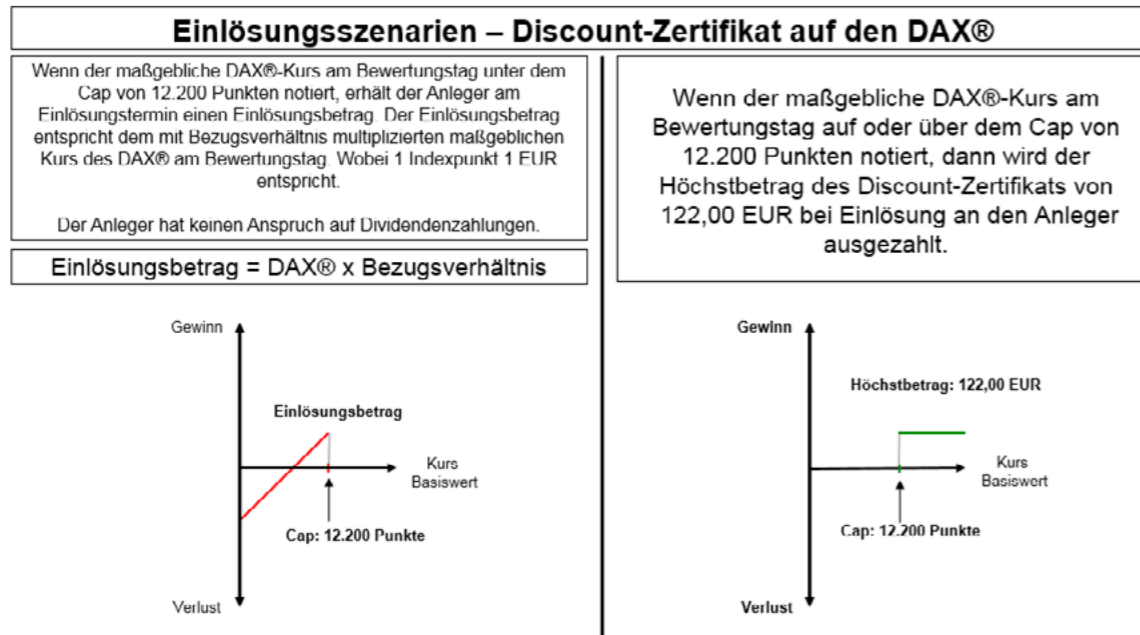 Einlösungsszenarien – Discount-Zertifikat auf den DAX®
Wenn der maßgebliche DAX®-Kurs am Bewertungstag unter dem
Cap von 12.200 Punkten notiert, erhält der Anleger am
Einlösungstermin einen Einlösungsbetrag. Der Einlösungsbetrag
entspricht dem mit Bezugsverhältnis multiplizierten maßgeblichen
Kurs des DAX® am Bewertungstag. Wobei 1 Indexpunkt 1 EUR
entspricht.
Der Anleger hat keinen Anspruch auf Dividendenzahlungen.
Einlösungsbetrag = DAX® x Bezugsverhältnis
Gewinn
Einlösungsbetrag
Kurs
Basiswert
Cap: 12.200 Punkte
Verlust
Wenn der maßgebliche DAX®-Kurs am
Bewertungstag auf oder über dem Cap von
12.200 Punkten notiert, dann wird der
Höchstbetrag des Discount-Zertifikats von
122,00 EUR bei Einlösung an den Anleger
ausgezahlt.
Gewinn
Höchstbetrag: 122,00 EUR
Kurs
Basiswert
Cap: 12.200 Punkte
Verlust